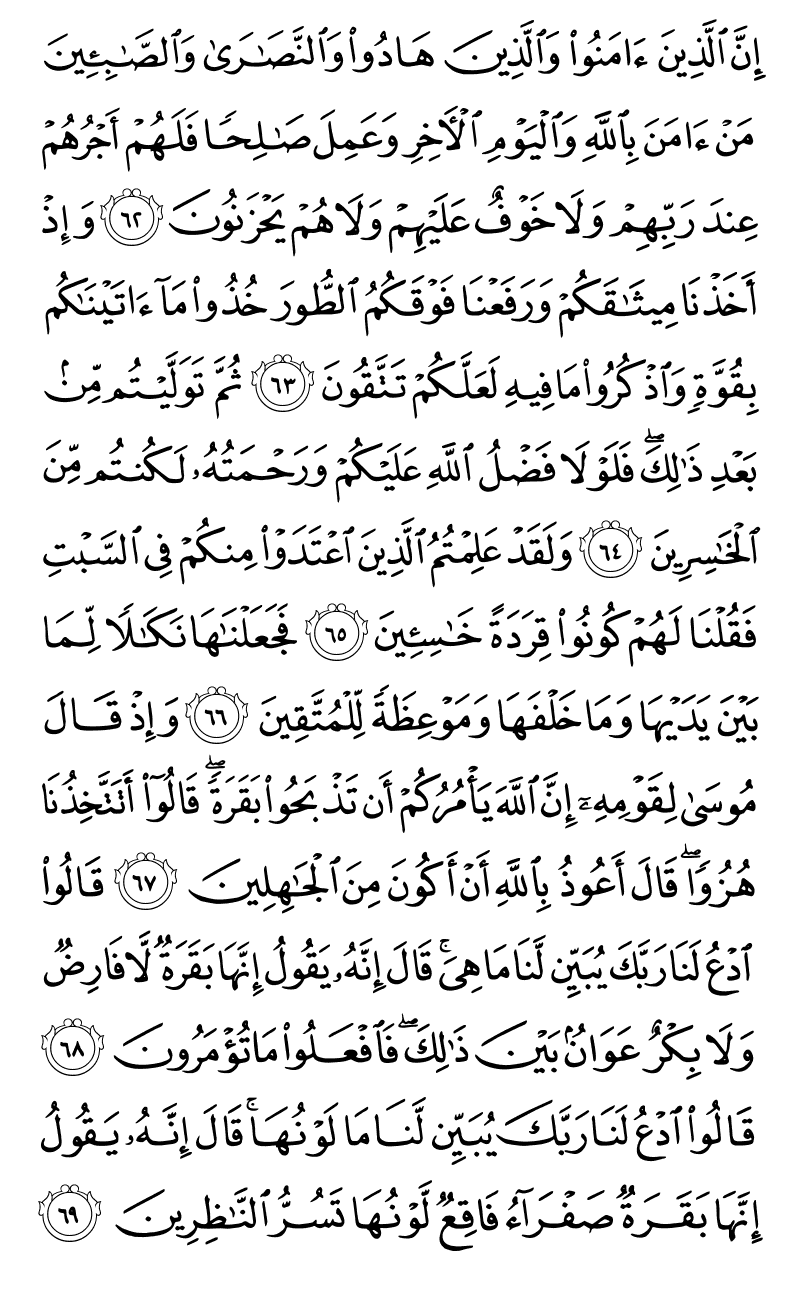 إِنَّ ٱلَّذِينَ ءَامَنُوا۟ وَٱلَّذِينَ هَادُوا۟ وَٱلنَّصَـٰرَىٰ وَٱلصَّـٰبِـِٔينَ
مَنْ ءَامَنَ بِٱللَّهِ وَٱلْيَوْمِ ٱلْـَٔاخِرِ وَعَمِلَ صَـٰلِحًا فَلَهُمْ أَجْرُهُمْ
عِندَ رَبِّهِمْ وَلَا خَوْفٌ عَلَيْهِمْ وَلَا هُمْ يَحْزَنُونَ ٦٢ وَإِذْ
أَخَذْنَا مِيثَـٰقَكُمْ وَرَفَعْنَا فَوْقَكُمُ ٱلطُّورَ خُذُوا۟ مَآ ءَاتَيْنَـٰكُم
بِقُوَّةٍ وَٱذْكُرُوا۟ مَا فِيهِ لَعَلَّكُمْ تَتَّقُونَ ٦٣ ثُمَّ تَوَلَّيْتُم مِّنۢ
بَعْدِ ذَٰلِكَ ۖ فَلَوْلَا فَضْلُ ٱللَّهِ عَلَيْكُمْ وَرَحْمَتُهُۥ لَكُنتُم مِّنَ
ٱلْخَـٰسِرِينَ ٦٤ وَلَقَدْ عَلِمْتُمُ ٱلَّذِينَ ٱعْتَدَوْا۟ مِنكُمْ فِى ٱلسَّبْتِ
فَقُلْنَا لَهُمْ كُونُوا۟ قِرَدَةً خَـٰسِـِٔينَ ٦٥ فَجَعَلْنَـٰهَا نَكَـٰلًا لِّمَا
بَيْنَ يَدَيْهَا وَمَا خَلْفَهَا وَمَوْعِظَةً لِّلْمُتَّقِينَ ٦٦ وَإِذْ قَالَ
مُوسَىٰ لِقَوْمِهِۦٓ إِنَّ ٱللَّهَ يَأْمُرُكُمْ أَن تَذْبَحُوا۟ بَقَرَةً ۖ قَالُوٓا۟ أَتَتَّخِذُنَا
هُزُوًا ۖ قَالَ أَعُوذُ بِٱللَّهِ أَنْ أَكُونَ مِنَ ٱلْجَـٰهِلِينَ ٦٧ قَالُوا۟
ٱدْعُ لَنَا رَبَّكَ يُبَيِّن لَّنَا مَا هِىَ ۚ قَالَ إِنَّهُۥ يَقُولُ إِنَّهَا بَقَرَةٌ لَّا فَارِضٌ
وَلَا بِكْرٌ عَوَانٌۢ بَيْنَ ذَٰلِكَ ۖ فَٱفْعَلُوا۟ مَا تُؤْمَرُونَ ٦٨
قَالُوا۟ ٱدْعُ لَنَا رَبَّكَ يُبَيِّن لَّنَا مَا لَوْنُهَا ۚ قَالَ إِنَّهُۥ يَقُولُ
إِنَّهَا بَقَرَةٌ صَفْرَآءُ فَاقِعٌ لَّوْنُهَا تَسُرُّ ٱلنَّـٰظِرِينَ ٦٩